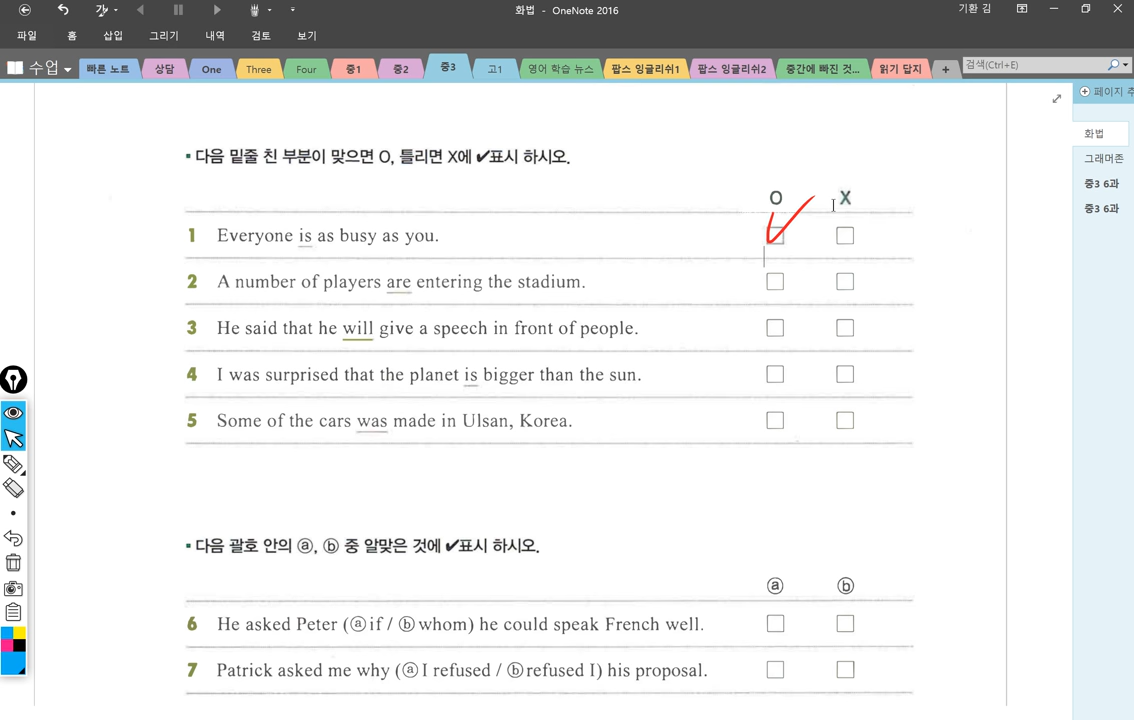 화법 - OneNote 2016
기환 김
파일 홈 삽입 그리기 내역 검토 보기
수업 빠른 노트 상담 One Three Four 중1 중2 중3 고1 영어 학습 뉴스 팝스 잉글리쉬1 팝스 잉글리쉬2 중간에 빠진 것... 읽기 답지 + 검색(Ctrl+E)
페이지 추
화법
그래머존
중3 6과
중3 6과
▪ 다음 밑줄 친 부분이 맞으면 O, 틀리면 X에 ✔표시 하시오.
O X
1 Everyone is as busy as you.
2 A number of players are entering the stadium.
3 He said that he will give a speech in front of people.
4 I was surprised that the planet is bigger than the sun.
5 Some of the cars was made in Ulsan, Korea.
▪ 다음 괄호 안의 ⓐ, ⓑ 중 알맞은 것에 ✔표시 하시오.
ⓐ ⓑ
6 He asked Peter (ⓐ if / ⓑ whom) he could speak French well.
7 Patrick asked me why (ⓐ I refused / ⓑ refused I) his proposal.